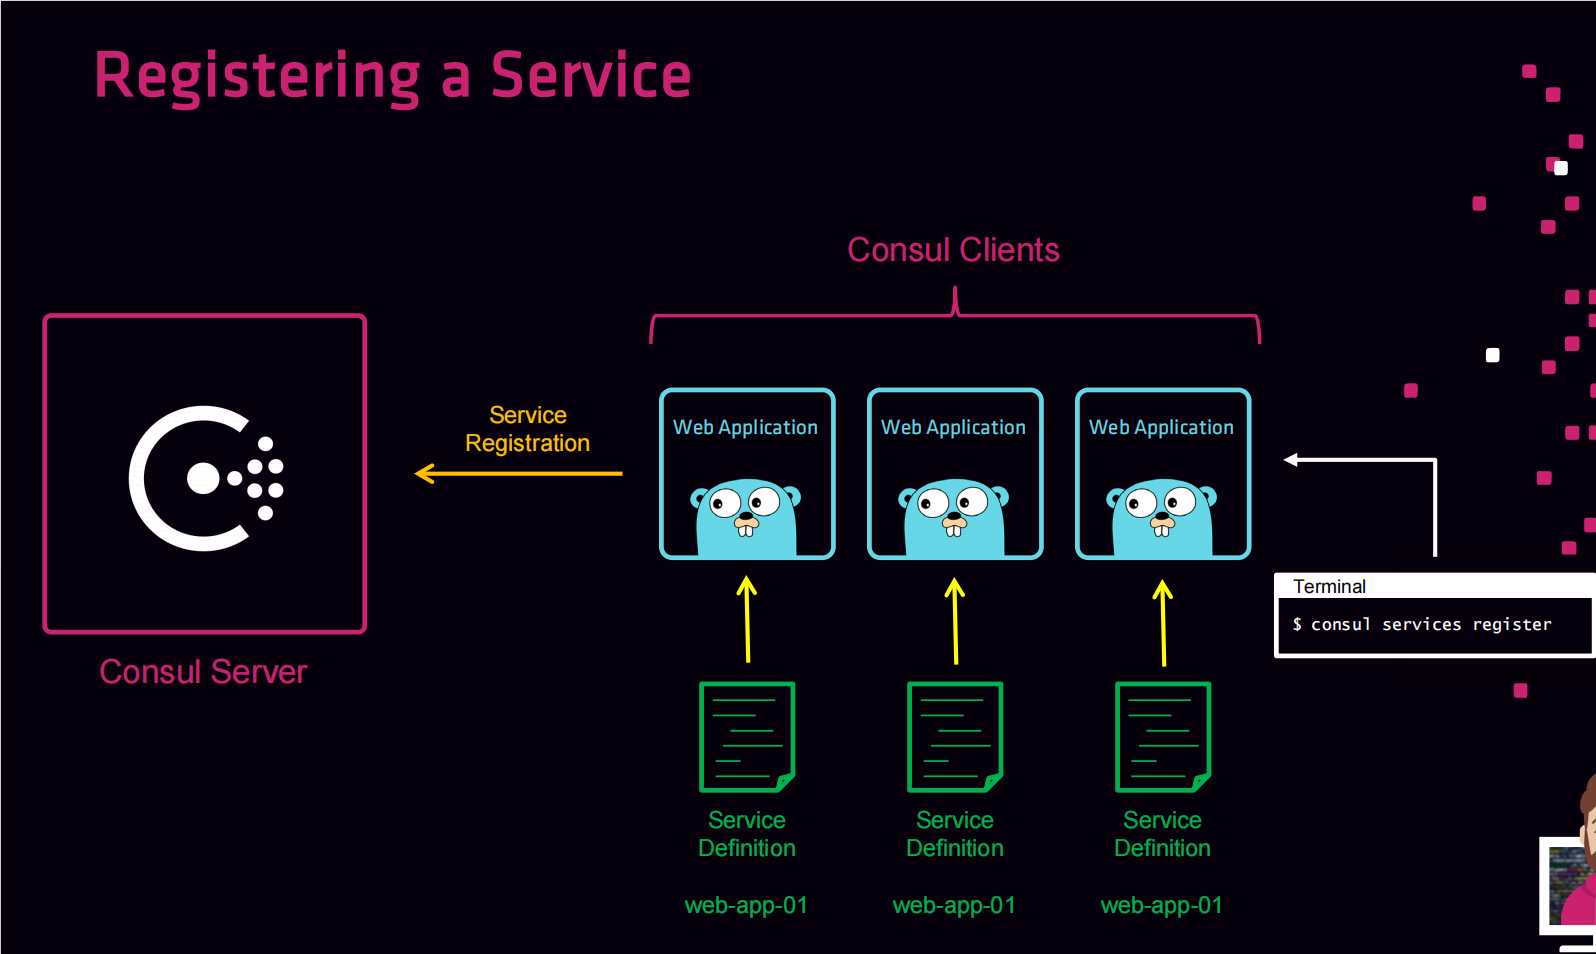 Registering a Service
Consul Clients
Service
Registration
Web Application
Web Application
Web Application
Terminal
$ consul services register
Consul Server
Service
Definition
web-app-01
Service
Definition
web-app-01
Service
Definition
web-app-01